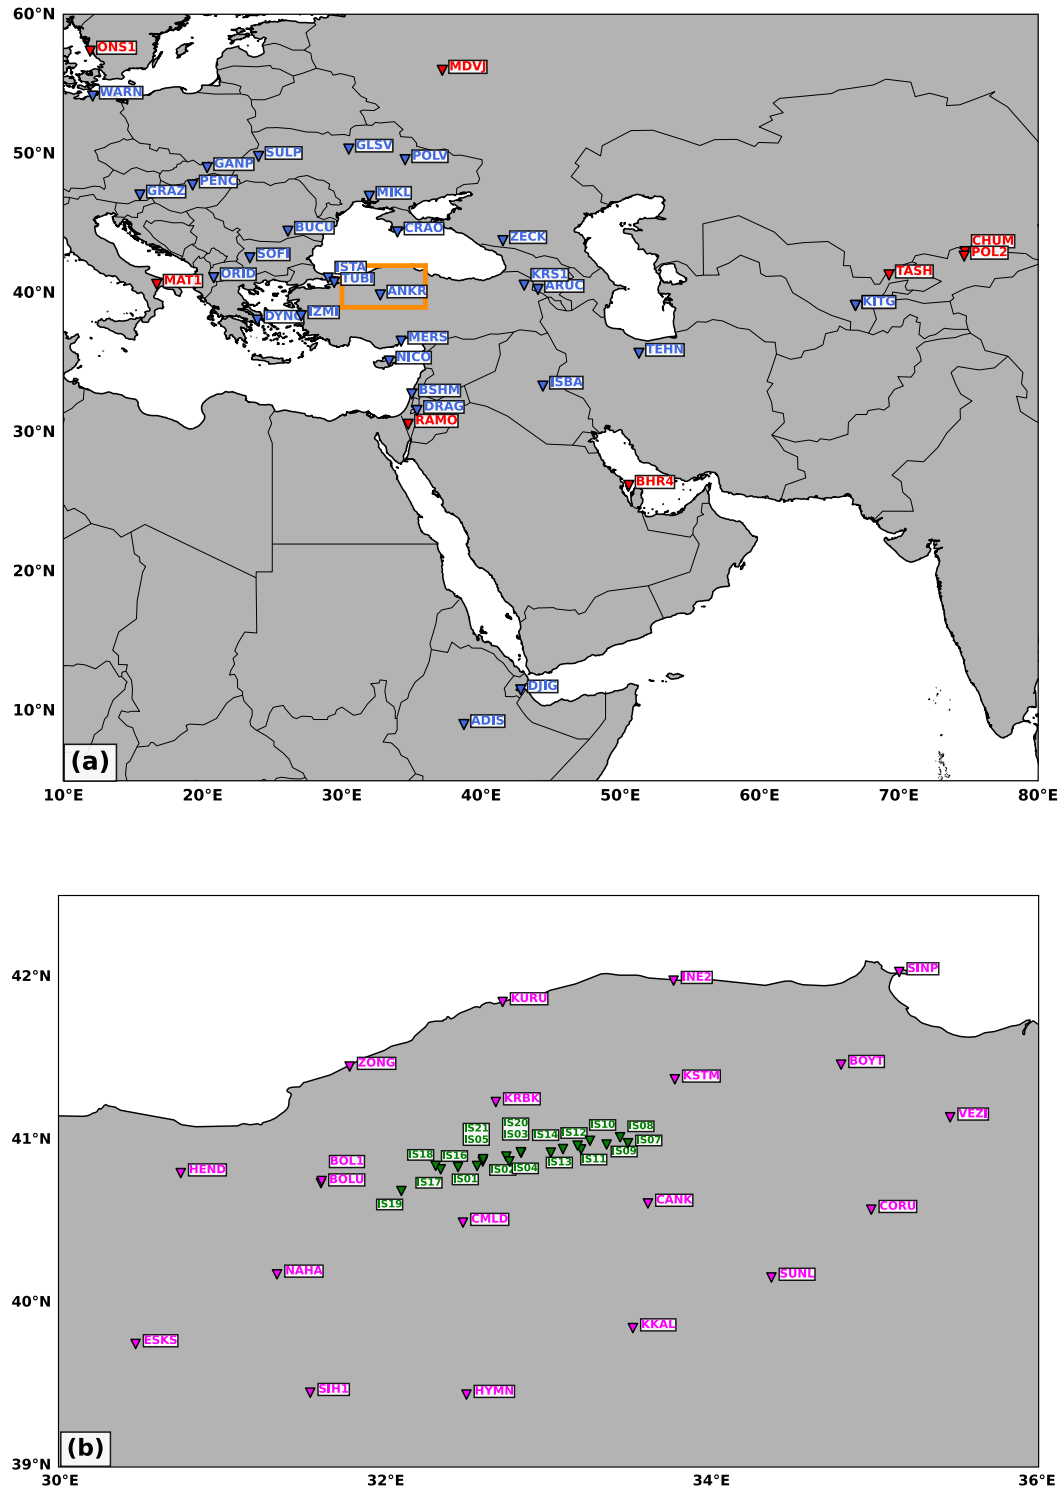 60°N
ONS1
MDVJ
WARN
50°N
GLSV
SULP
POLV
GANP
PENC
GRAZ
MIKL
BUCU
CRAO
ZECK
CHUM
POL2
SOFI
ISTA
TUBI
ORID
MAT1
KRS1
ARUC
TASH
40°N
ANKR
KITG
DYNG
IZMI
MERS
TEHN
NICO
ISBA
BSHM
DRAG
30°N
RAMO
BHR4
20°N
DJIG
10°N
ADIS
(a)
10°E 20°E 30°E 40°E 50°E 60°E 70°E 80°E
42°N
SINP
INE2
KURU
ZONG
BOYT
KSTM
KRBK
VEZI
41°N
IS21
IS05
IS20
IS03
IS14
IS12
IS10
IS08
IS07
IS18
IS16
IS13
IS11
IS09
IS17
IS01
IS02
IS04
IS19
HEND
BOL1
BOLU
CANK
CORU
CMLD
NAHA
SUNL
40°N
ESKS
KKAL
SIH1
HYMN
(b)
39°N
30°E 32°E 34°E 36°E